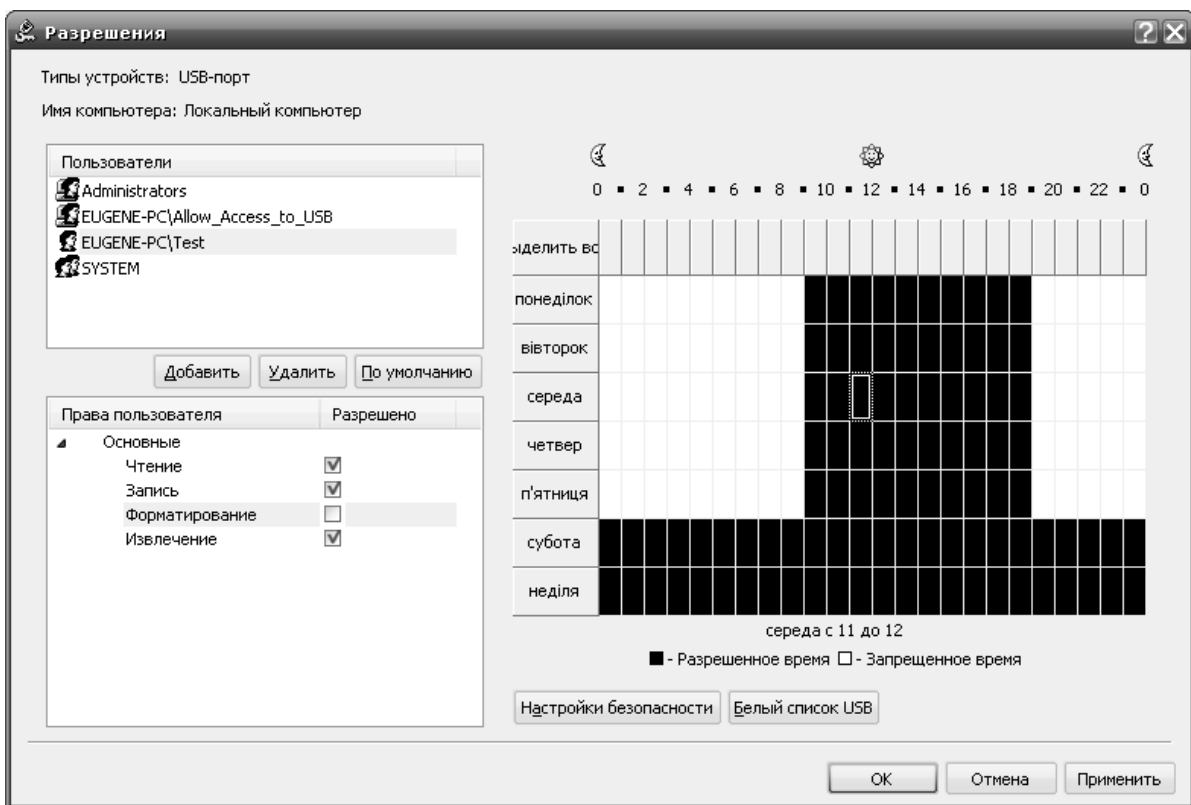 Разрешения
Типы устройств: USB-порт
Имя компьютера: Локальный компьютер
Пользователи
Administrators
EUGENE-PC\Allow_Access_to_USB
EUGENE-PC\Test
SYSTEM
Добавить Удалить По умолчанию
Права пользователя Разрешено
Основные
Чтение
Запись
Форматирование
Извлечение
0 ▪ 2 ▪ 4 ▪ 6 ▪ 8 ▪ 10 ▪ 12 ▪ 14 ▪ 16 ▪ 18 ▪ 20 ▪ 22 ▪ 0
ыделить вс
понеділок
вівторок
середа
четвер
п'ятниця
субота
неділя
середа с 11 до 12
- Разрешенное время - Запрещенное время
Настройки безопасности Белый список USB
OK Отмена Применить